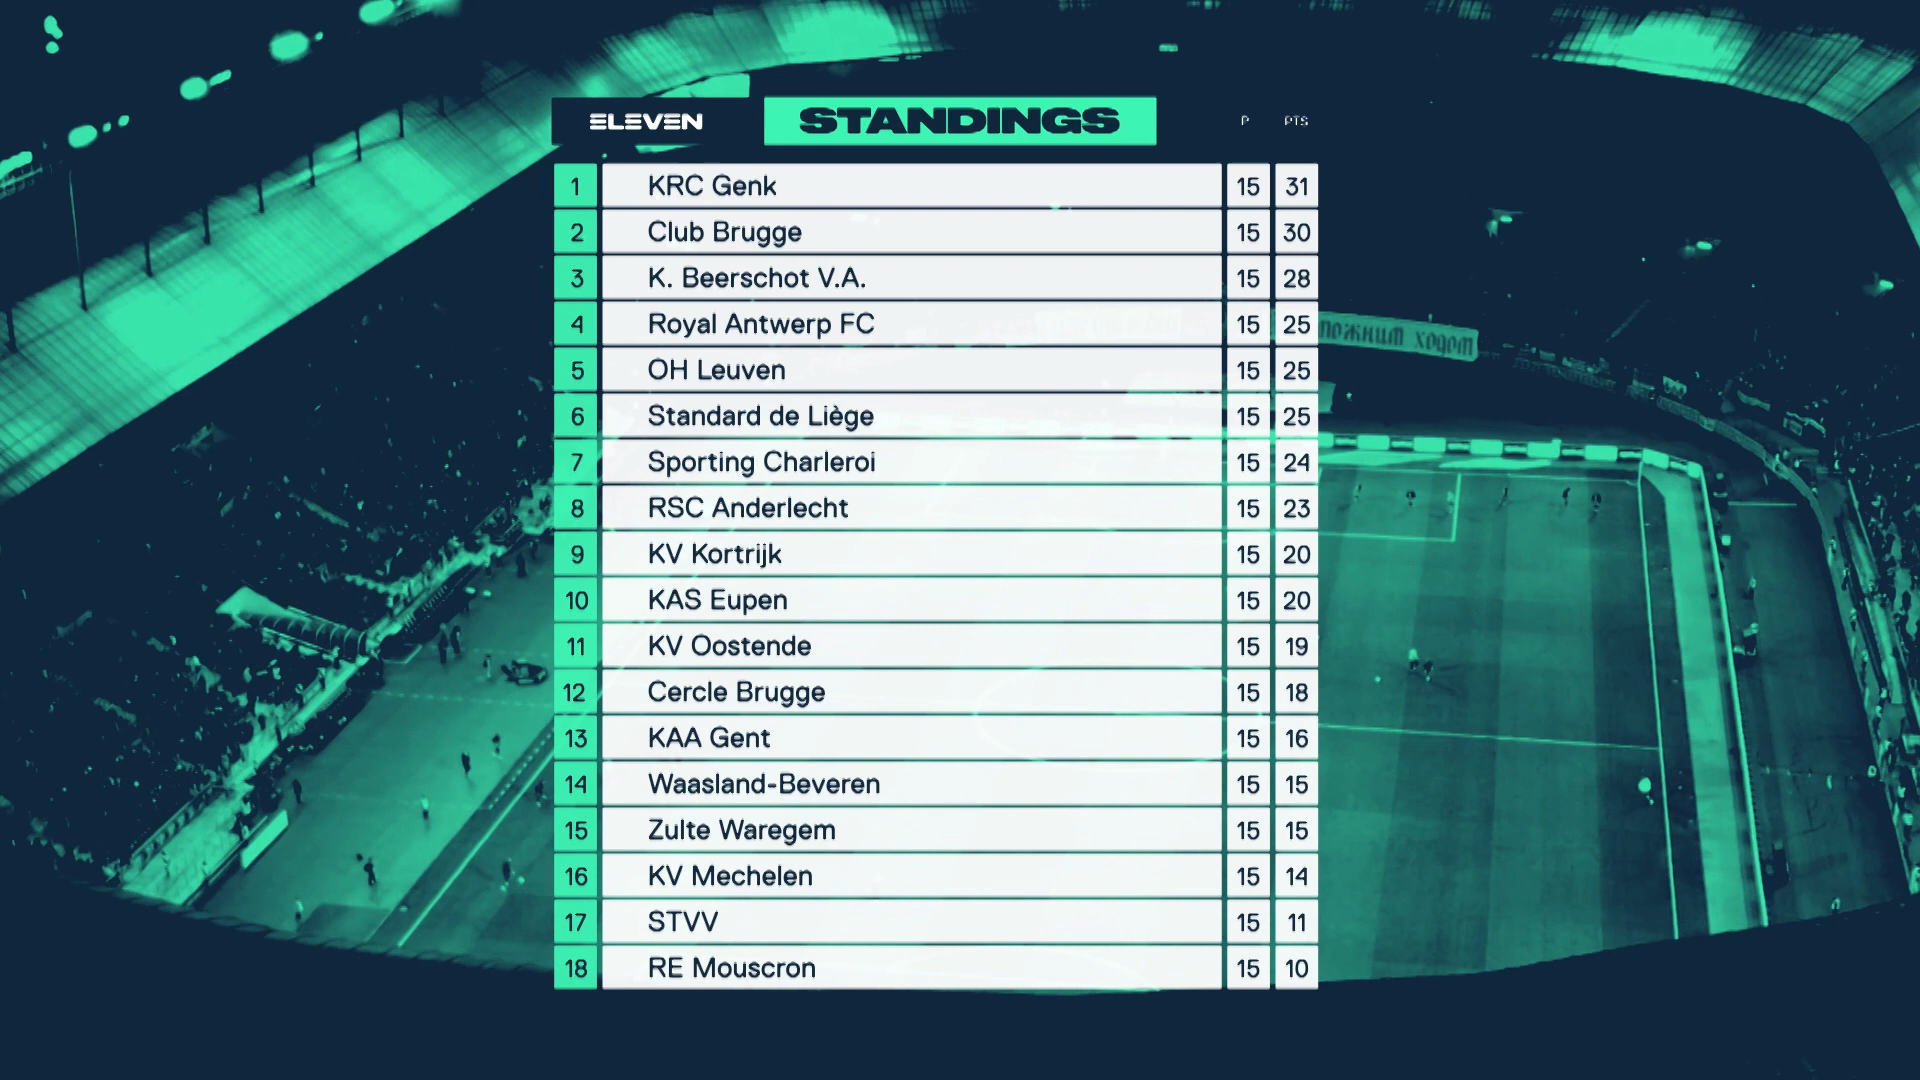 ELEVEN STANDINGS P PTS
1 KRC Genk 15 31
2 Club Brugge 15 30
3 K. Beerschot V.A. 15 28
4 Royal Antwerp FC 15 25
5 OH Leuven 15 25
6 Standard de Liège 15 25
7 Sporting Charleroi 15 24
8 RSC Anderlecht 15 23
9 KV Kortrijk 15 20
10 KAS Eupen 15 20
11 KV Oostende 15 19
12 Cercle Brugge 15 18
13 KAA Gent 15 16
14 Waasland-Beveren 15 15
15 Zulte Waregem 15 15
16 KV Mechelen 15 14
17 STVV 15 11
18 RE Mouscron 15 10
ходом